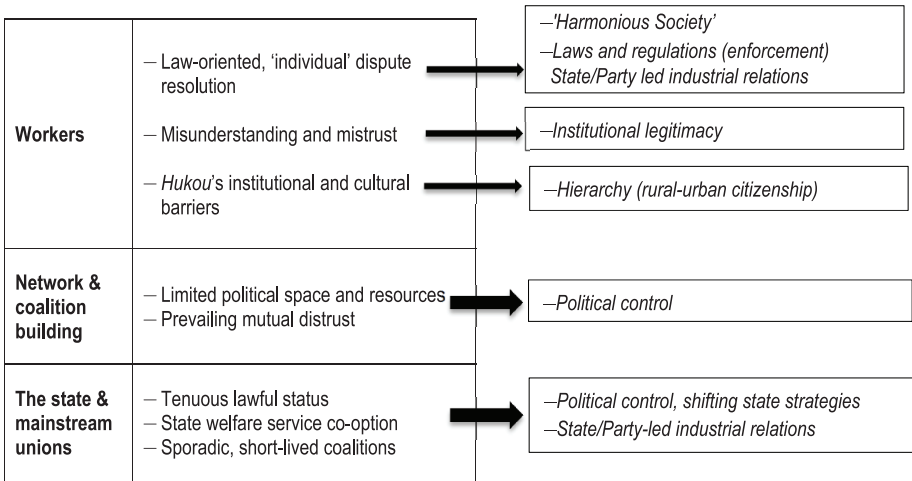 Workers
– Law-oriented, ‘individual’ dispute
resolution
–'Harmonious Society’
–Laws and regulations (enforcement)
State/Party led industrial relations
– Misunderstanding and mistrust
–Institutional legitimacy
– Hukou’s institutional and cultural
barriers
–Hierarchy (rural-urban citizenship)
Network &
coalition
building
– Limited political space and resources
– Prevailing mutual distrust
–Political control
The state &
mainstream
unions
– Tenuous lawful status
– State welfare service co-option
– Sporadic, short-lived coalitions
–Political control, shifting state strategies
–State/Party-led industrial relations